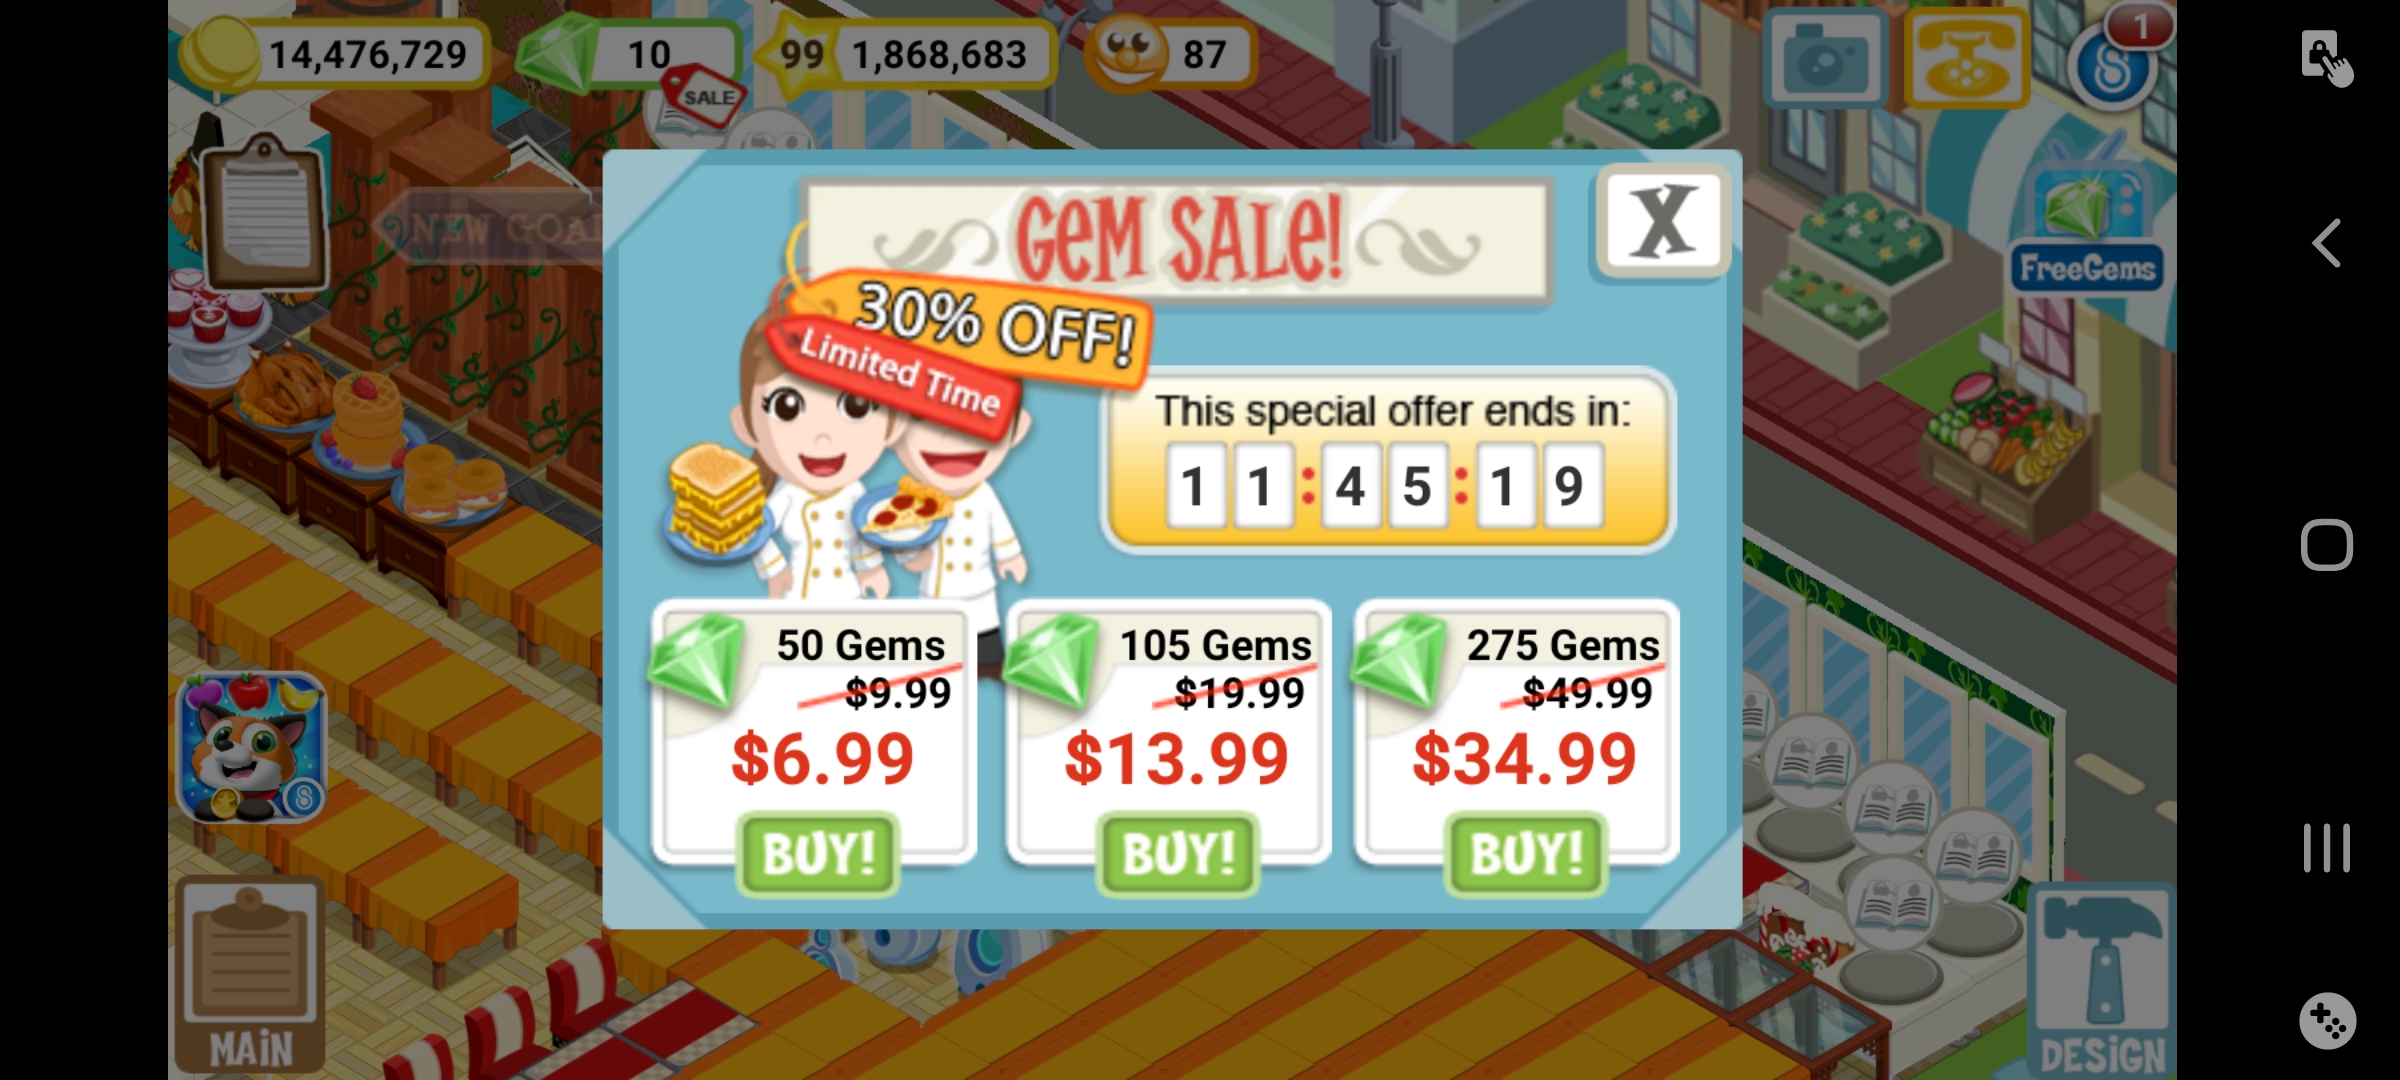 14,476,729
10
SALE
99
1,868,683
87
1
NEW GOAL
GEM SALE!
X
30% OFF!
Limited Time
FreeGems
This special offer ends in:
11:45:19
50 Gems
$9.99
$6.99
BUY!
105 Gems
$19.99
$13.99
BUY!
275 Gems
$49.99
$34.99
BUY!
MAIN
DESIGN